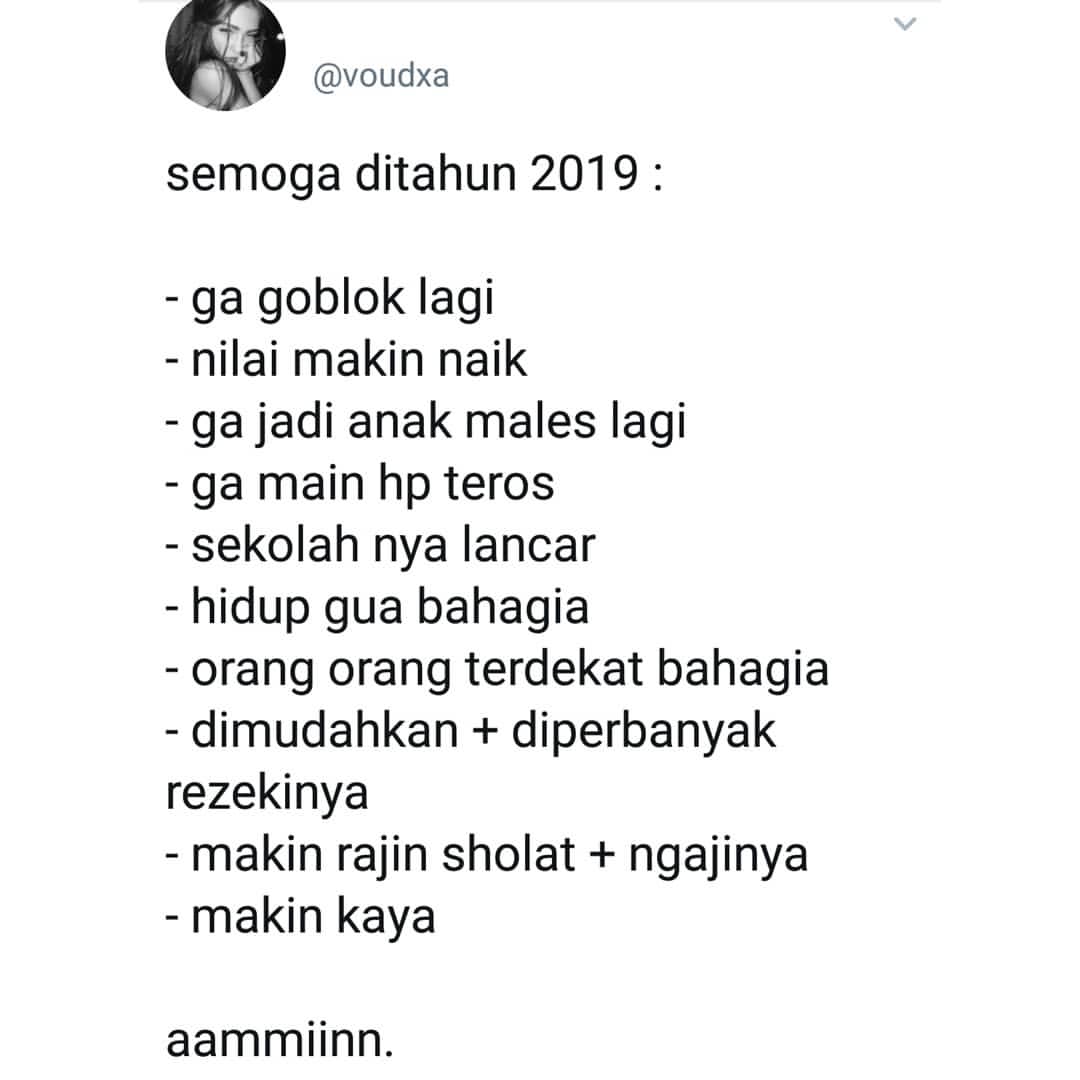 @voudxa
semoga ditahun 2019 :
- ga goblok lagi
- nilai makin naik
- ga jadi anak males lagi
- ga main hp teros
- sekolah nya lancar
- hidup gua bahagia
- orang orang terdekat bahagia
- dimudahkan + diperbanyak
rezekinya
- makin rajin sholat + ngajinya
- makin kaya
aammiinn.